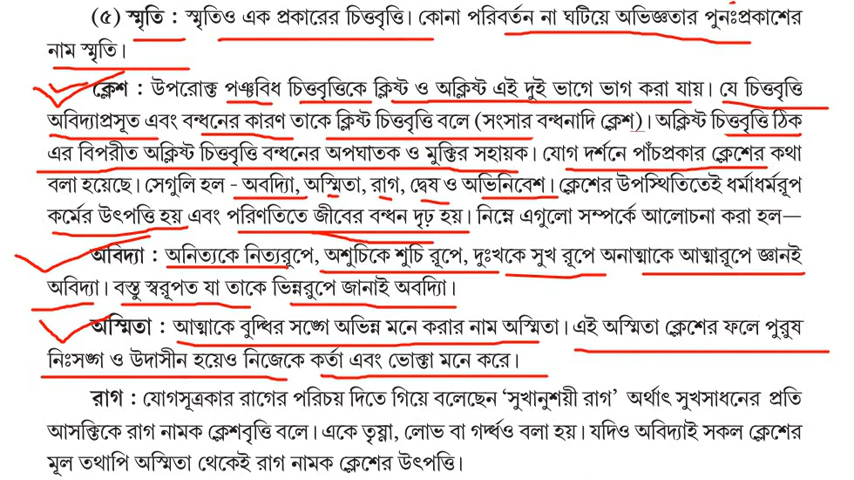 (৫) স্মৃতি : স্মৃতিও এক প্রকারের চিত্তবৃত্তি। কোনা পরিবর্তন না ঘটিয়ে অভিজ্ঞতার পুনঃপ্রকাশের
নাম স্মৃতি।
ক্লেশ : উপরোক্ত পঞ্চবিধ চিত্তবৃত্তিকে ক্লিষ্ট ও অক্লিষ্ট এই দুই ভাগে ভাগ করা যায়। যে চিত্তবৃত্তি
অবিদ্যাপ্রসূত এবং বন্ধনের কারণ তাকে ক্লিষ্ট চিত্তবৃত্তি বলে (সংসার বন্ধনাদি ক্লেশ)। অক্লিষ্ট চিত্তবৃত্তি ঠিক
এর বিপরীত অক্লিষ্ট চিত্তবৃত্তি বন্ধনের অপঘাতক ও মুক্তির সহায়ক। যোগ দর্শনে পাঁচপ্রকার ক্লেশের কথা
বলা হয়েছে। সেগুলি হল - অবদ্যিা, অস্মিতা, রাগ, দ্বেষ ও অভিনিবেশ। ক্লেশের উপস্থিতিতেই ধর্মাধর্মরূপ
কর্মের উৎপত্তি হয় এবং পরিণতিতে জীবের বন্ধন দৃঢ় হয়। নিম্নে এগুলো সম্পর্কে আলোচনা করা হল—
অবিদ্যা : অনিত্যকে নিত্যরূপে, অশুচিকে শুচি রূপে, দুঃখকে সুখ রূপে অনাত্মাকে আত্মারূপে জ্ঞানই
অবিদ্যা। বস্তু স্বরূপত যা তাকে ভিন্নরূপে জানাই অবদ্যিা।
অস্মিতা : আত্মাকে বুদ্ধির সঙ্গে অভিন্ন মনে করার নাম অস্মিতা। এই অস্মিতা ক্লেশের ফলে পুরুষ
নিঃসঙ্গ ও উদাসীন হয়েও নিজেকে কর্তা এবং ভোক্তা মনে করে।
রাগ : যোগসূত্রকার রাগের পরিচয় দিতে গিয়ে বলেছেন ‘সুখানুশয়ী রাগ’ অর্থাৎ সুখসাধনের প্রতি
আসক্তিকে রাগ নামক ক্লেশবৃত্তি বলে। একে তৃষ্ণা, লোভ বা গর্দ্ধও বলা হয়। যদিও অবিদ্যাই সকল ক্লেশের
মূল তথাপি অস্মিতা থেকেই রাগ নামক ক্লেশের উৎপত্তি।